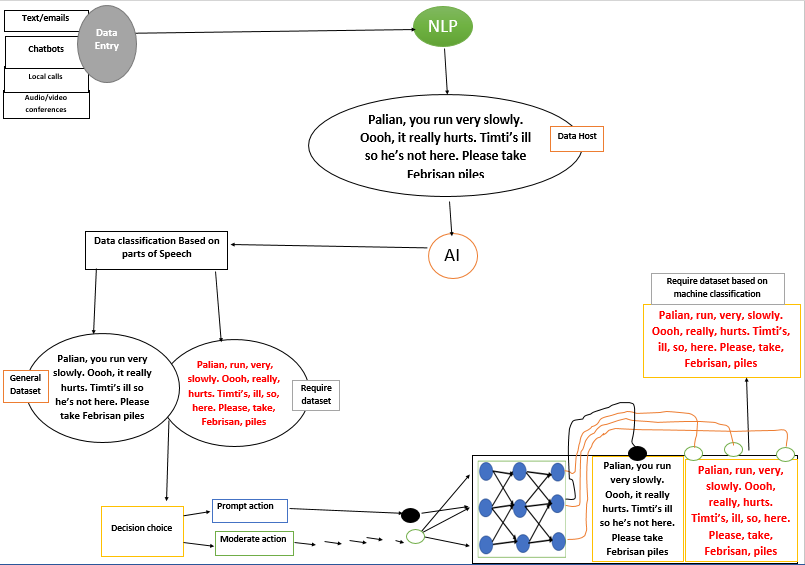 Text/emails
Chatbots
Local calls
Audio/video
conferences
Data
Entry
NLP
Palian, you run very slowly.
Oooh, it really hurts. Timti's ill
so he's not here. Please take
Febrisan piles
Data Host
AI
Data classification Based on
parts of Speech
Require dataset based on
machine classification
Palian, run, very, slowly.
Oooh, really, hurts. Timti's,
ill, so, here. Please, take,
Febrisan, piles
General
Dataset
Palian, you run very
slowly. Oooh, it really
hurts. Timti's ill so
he's not here. Please
take Febrisan piles
Palian, run, very,
slowly. Oooh, really,
hurts. Timti's, ill, so,
here. Please, take,
Febrisan, piles
Require
dataset
Decision choice
Prompt action
Moderate action
Palian, you run
very slowly.
Oooh, it really
hurts. Timti's ill
so he's not here.
Please take
Febrisan piles
Palian, run, very,
slowly. Oooh,
really, hurts.
Timti's, ill, so, here.
Please, take,
Febrisan, piles